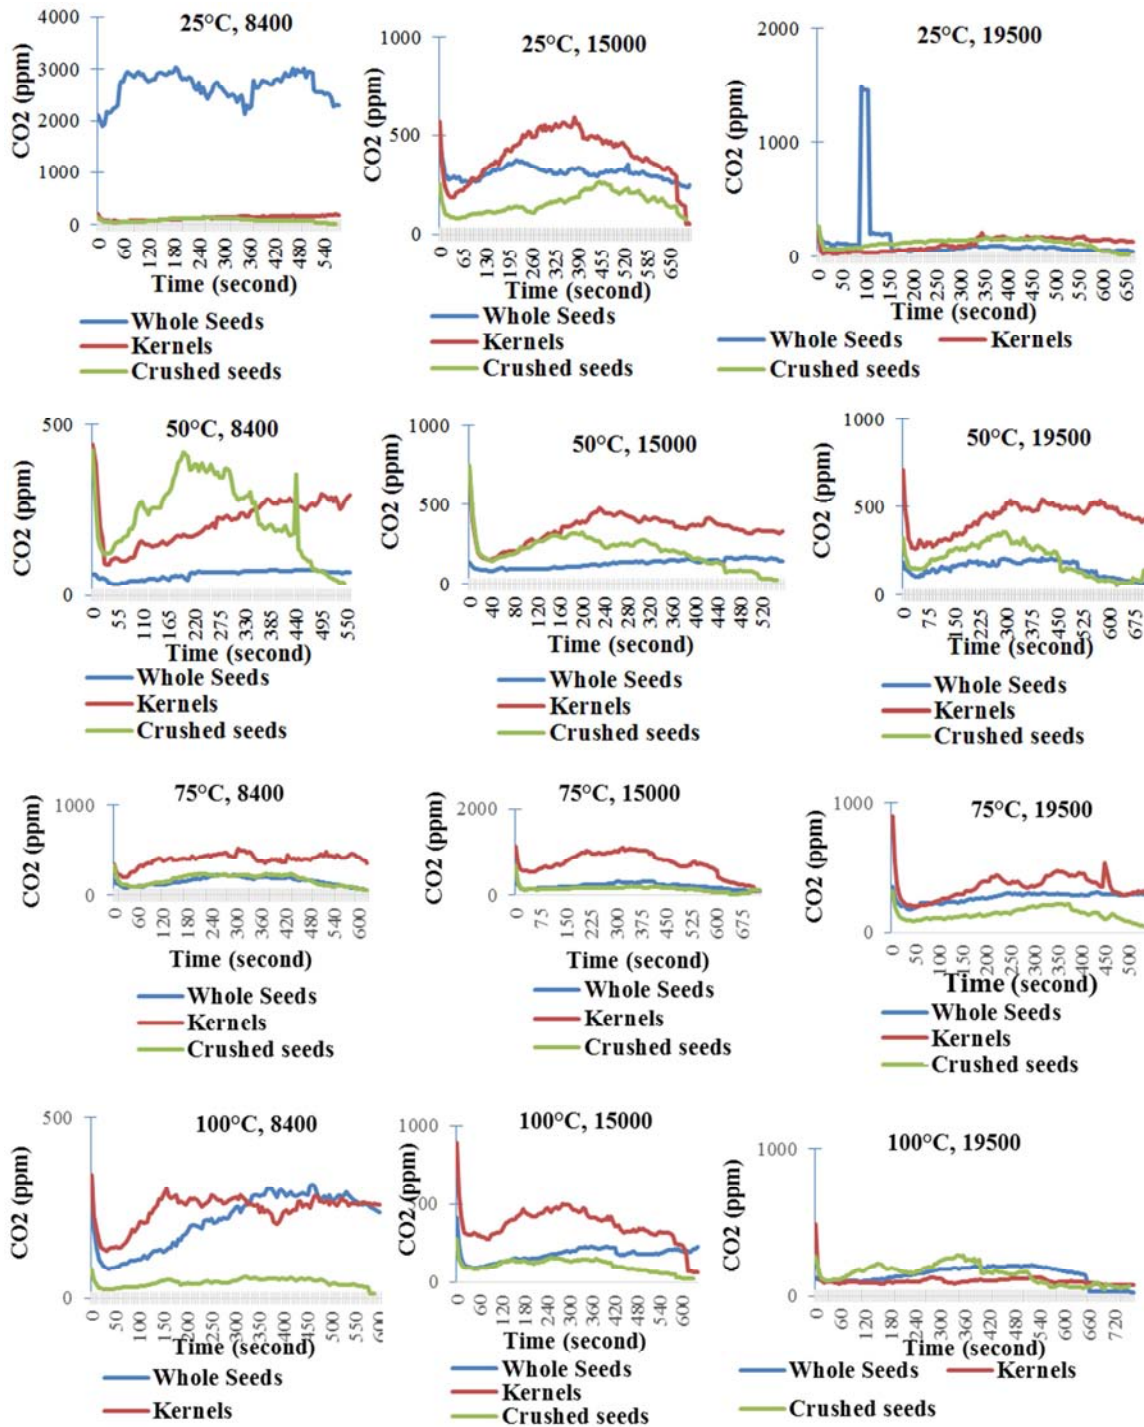 25°C, 8400
CO2 (ppm)
4000
3000
2000
1000
0
0 60 120 180 240 300 360 420 480 540
Time (second)
Whole Seeds
Kernels
Crushed seeds
25°C, 15000
CO2 (ppm)
1000
500
0
0 65 130 195 260 325 390 455 520 585 650
Time (second)
Whole Seeds
Kernels
Crushed seeds
25°C, 19500
CO2 (ppm)
2000
1000
0
0 50 100 150 200 250 300 350 400 450 500 550 600 650
Time (second)
Whole Seeds Kernels
Crushed seeds
50°C, 8400
CO2 (ppm)
500
0
0 55 110 165 220 275 330 385 440 495 550
Time (second)
Whole Seeds
Kernels
Crushed seeds
50°C, 15000
CO2 (ppm)
1000
500
0
0 40 80 120 160 200 240 280 320 360 400 440 520
Time (second)
Whole Seeds
Kernels
Crushed seeds
50°C, 19500
CO2 (ppm)
1000
500
0
0 75 150 225 300 375 450 525 600 675
Time (second)
Whole Seeds
Kernels
Crushed seeds
75°C, 8400
CO2 (ppm)
1000
0
0 60 120 180 240 300 360 420 480 540 600
Time (second)
Whole Seeds
Kernels
Crushed seeds
75°C, 15000
CO2 (ppm)
2000
1000
0
0 75 150 225 300 375 450 525 600 675
Time (second)
Whole Seeds
Kernels
Crushed seeds
75°C, 19500
CO2 (ppm)
1000
0
0 50 100 150 200 250 300 350 400 450 500
Time (second)
Whole Seeds
Kernels
Crushed seeds
100°C, 8400
CO2 (ppm)
500
0
0 50 100 150 200 250 300 350 400 450 500 550 600
Time (second)
Whole Seeds
Kernels
100°C, 15000
CO2 (ppm)
1000
500
0
0 60 120 180 240 300 360 420 480 540 600
Time (second)
Whole Seeds
Kernels
Crushed seeds
100°C, 19500
CO2 (ppm)
1000
0
0 60 120 180 240 300 360 420 480 540 600 660 720
Time (second)
Whole Seeds Kernels
Crushed seeds